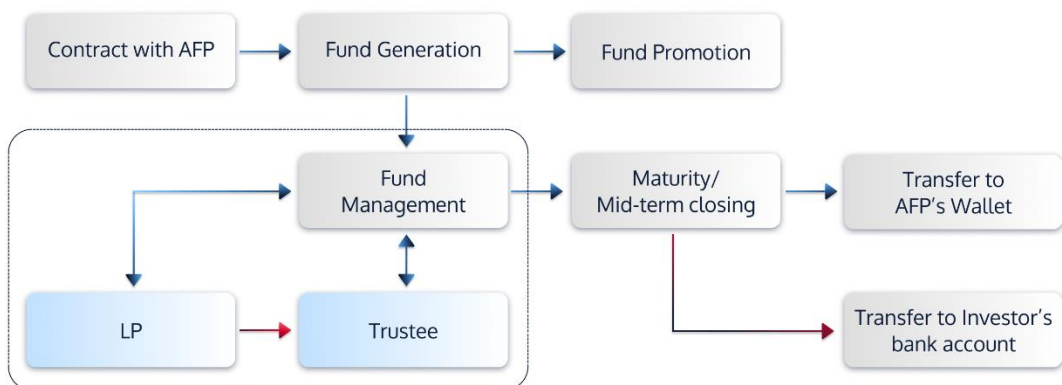 Contract with AFP
Fund Generation
Fund Promotion
Fund
Management
Maturity/
Mid-term closing
Transfer to
AFP's Wallet
LP
Trustee
Transfer to Investor's
bank account